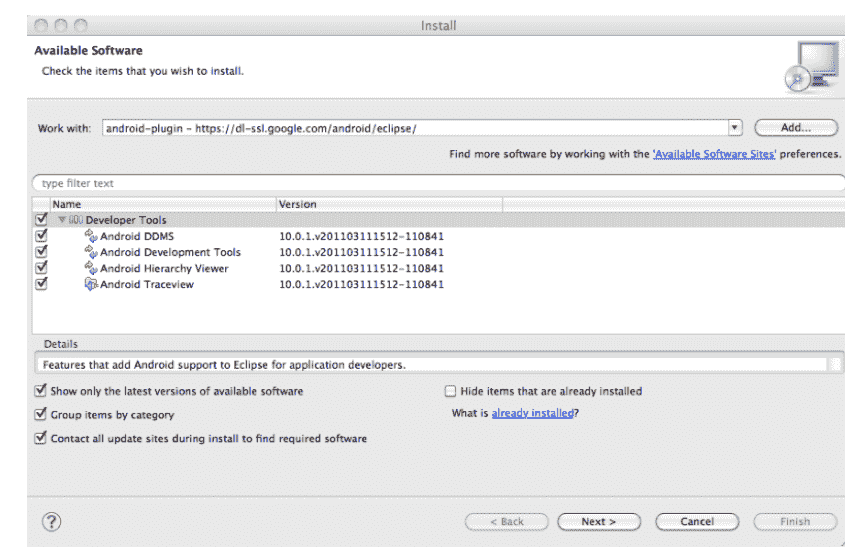 Install
Available Software
Check the items that you wish to install.
Work with: android-plugin - https://dl-ssl.google.com/android/eclipse/ Add...
Find more software by working with the 'Available Software Sites' preferences.
type filter text
Name Version
Developer Tools
Android DDMS 10.0.1.v201103111512-110841
Android Development Tools 10.0.1.v201103111512-110841
Android Hierarchy Viewer 10.0.1.v201103111512-110841
Android Traceview 10.0.1.v201103111512-110841
Details
Features that add Android support to Eclipse for application developers.
Show only the latest versions of available software Hide items that are already installed
Group items by category What is already installed?
Contact all update sites during install to find required software
? < Back Next > Cancel Finish